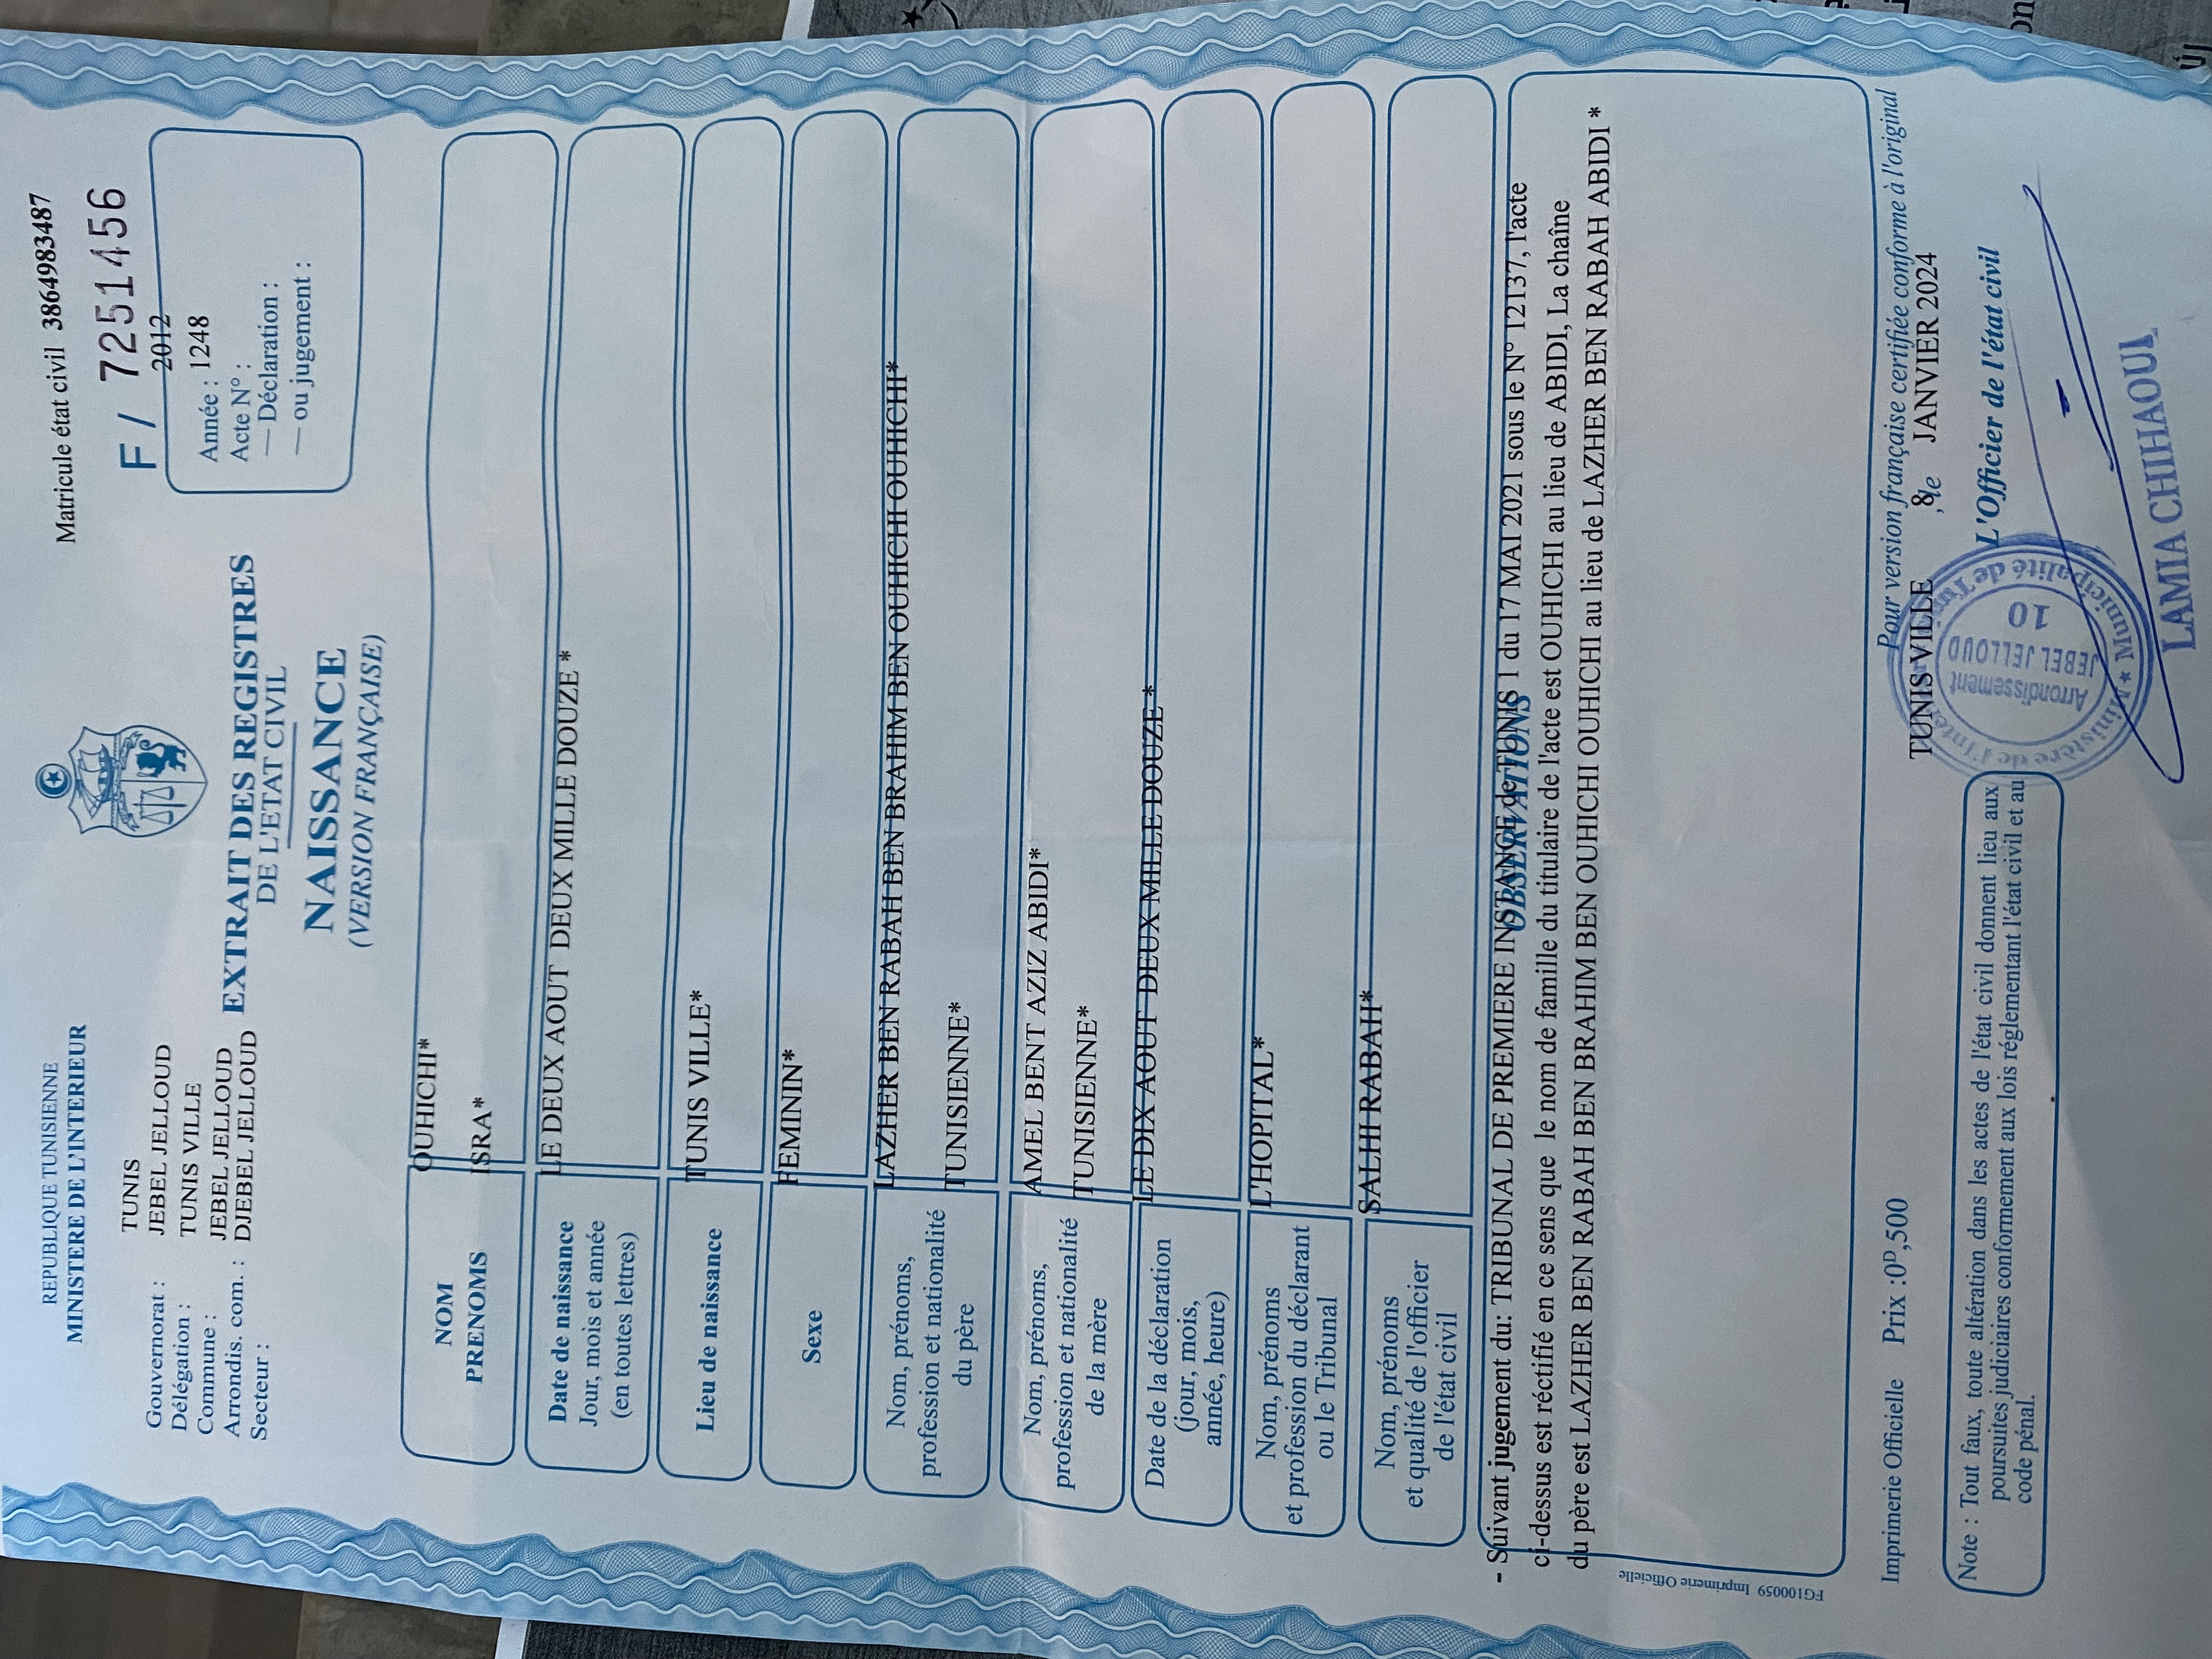 REPUBLIQUE TUNISIENNE
MINISTERE DE L'INTERIEUR
Gouvernorat : TUNIS
Délégation : JEBEL JELLOUD
Commune : TUNIS VILLE
Arrondis. com. : JEBEL JELLOUD
Secteur : DJEBEL JELLOUD
EXTRAIT DES REGISTRES
DE L'ETAT CIVIL
NAISSANCE
(VERSION FRANÇAISE)
Matricule état civil 3864983487
F / 7251456
2012
Année : 1248
Acte N° :
— Déclaration :
— ou jugement :
NOM OUHICHI*
PRENOMS ISRA*
Date de naissance LE DEUX AOUT DEUX MILLE DOUZE *
Jour, mois et année
(en toutes lettres)
Lieu de naissance TUNIS VILLE*
Sexe FEMININ*
Nom, prénoms, LAZHER BEN RABAH BEN BRAHIM BEN OUHICHI OUHICHI*
profession et nationalité
du père TUNISIENNE*
Nom, prénoms, AMEL BENT AZIZ ABIDI*
profession et nationalité
de la mère TUNISIENNE*
Date de la déclaration LE DIX AOUT DEUX MILLE DOUZE *
(jour, mois,
année, heure)
Nom, prénoms L'HOPITAL*
et profession du déclarant
ou le Tribunal
Nom, prénoms SALHI RABAH*
et qualité de l'officier
de l'état civil
OBSERVATIONS
- Suivant jugement du: TRIBUNAL DE PREMIERE INSTANCE de TUNIS 1 du 17 MAI 2021 sous le N° 12137, l'acte
ci-dessus est réctifié en ce sens que le nom de famille du titulaire de l'acte est OUHICHI au lieu de ABIDI, La chaîne
du père est LAZHER BEN RABAH BEN BRAHIM BEN OUHICHI OUHICHI au lieu de LAZHER BEN RABAH ABIDI *
FG100059 Imprimerie Officielle
Imprimerie Officielle Prix : 0ᴰ,500
Pour version française certifiée conforme à l'original
TUNIS VILLE , le 8 JANVIER 2024
L'Officier de l'état civil
Ministère de l'Intérieur ★ Municipalité de Tunis
Arrondissement
JEBEL JELLOUD
10
LAMIA CHIHAOUI
Note : Tout faux, toute altération dans les actes de l'état civil donnent lieu aux
poursuites judiciaires conformement aux lois réglementant l'état civil et au
code pénal.